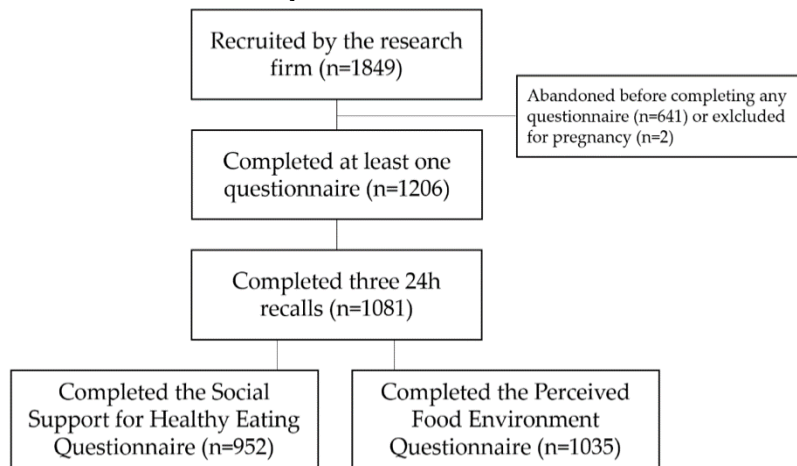 Recruited by the research
firm (n=1849)
Abandoned before completing any
questionnaire (n=641) or exlcluded
for pregnancy (n=2)
Completed at least one
questionnaire (n=1206)
Completed three 24h
recalls (n=1081)
Completed the Social
Support for Healthy Eating
Questionnaire (n=952)
Completed the Perceived
Food Environment
Questionnaire (n=1035)